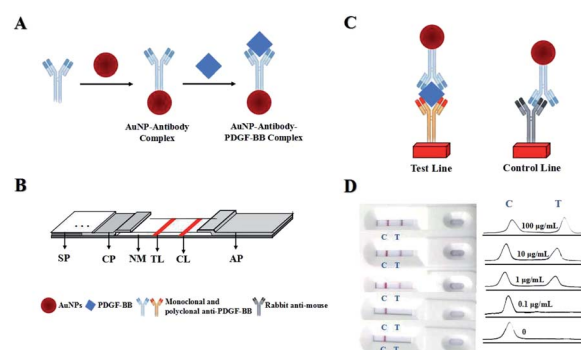 A
AuNP-Antibody
Complex
AuNP-Antibody-
PDGF-BB Complex
B
SP
CP
NM
TL
CL
AP
AuNPs
PDGF-BB
Monoclonal and
polyclonal anti-PDGF-BB
Rabbit anti-mouse
C
Test Line
Control Line
D
C T
C T
C T
C T
C T
C T
100 μg/mL
10 μg/mL
1 μg/mL
0.1 μg/mL
0